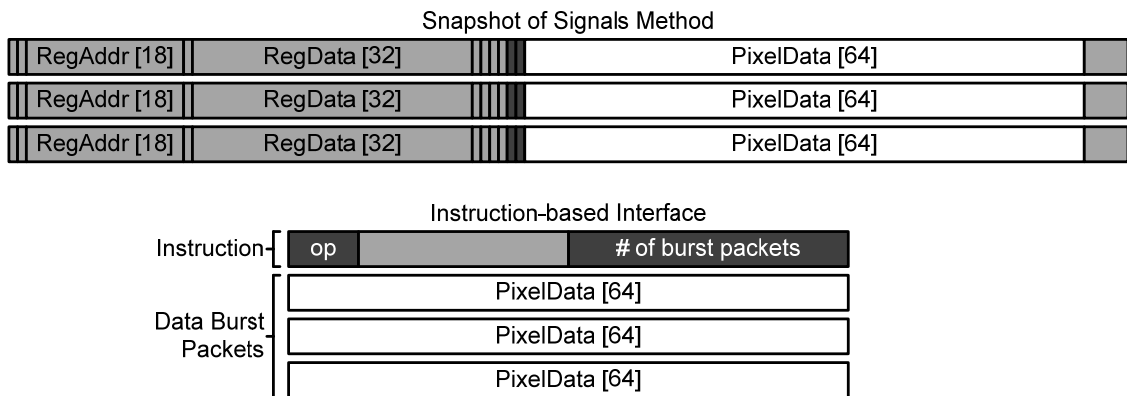 Snapshot of Signals Method
RegAddr [18] RegData [32] PixelData [64]
RegAddr [18] RegData [32] PixelData [64]
RegAddr [18] RegData [32] PixelData [64]
Instruction-based Interface
Instruction op # of burst packets
PixelData [64]
Data Burst
Packets
PixelData [64]
PixelData [64]